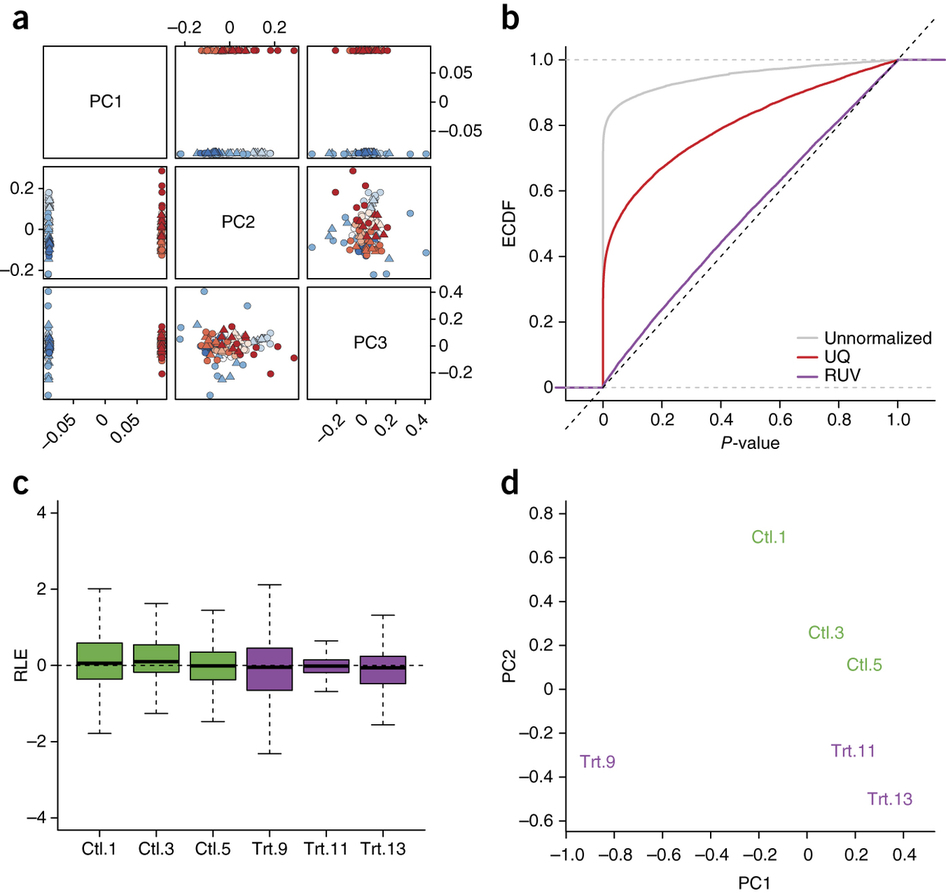 a
−0.2 0 0.2
PC1
0.05
0
−0.05
0.2
0
−0.2
PC2
PC3
0.4
0.2
0
−0.2
−0.05 0 0.05
−0.2 0 0.2 0.4
b
1.0
0.8
0.6
0.4
0.2
0
ECDF
Unnormalized
UQ
RUV
0 0.2 0.4 0.6 0.8 1.0
P-value
c
4
2
0
−2
−4
RLE
Ctl.1 Ctl.3 Ctl.5 Trt.9 Trt.11 Trt.13
d
0.8
0.6
0.4
0.2
0
−0.2
−0.4
−0.6
PC2
Ctl.1
Ctl.3
Ctl.5
Trt.11
Trt.9
Trt.13
−1.0 −0.8 −0.6 −0.4 −0.2 0 0.2 0.4
PC1